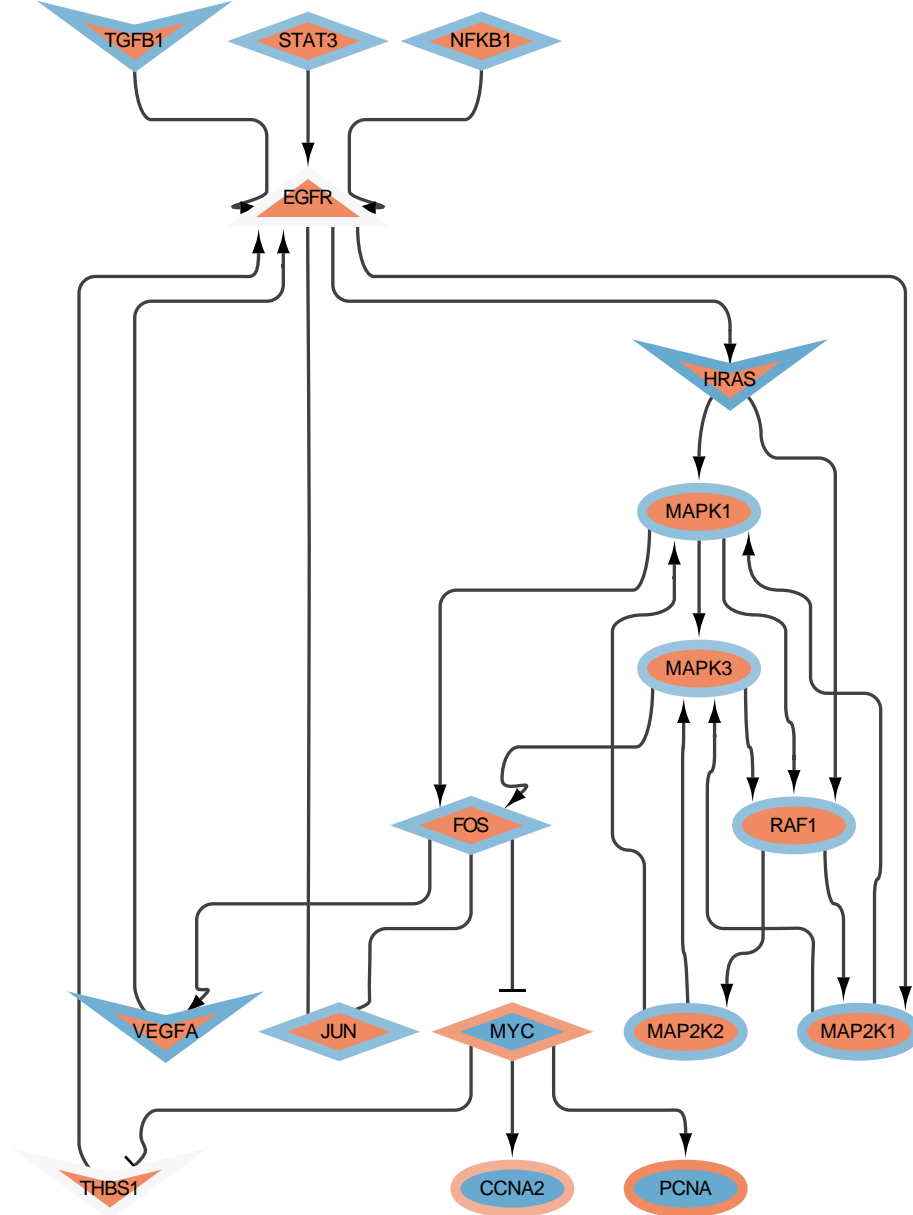 TGFB1
STAT3
NFKB1
EGFR
HRAS
MAPK1
MAPK3
FOS
RAF1
VEGFA
JUN
MYC
MAP2K2
MAP2K1
THBS1
CCNA2
PCNA